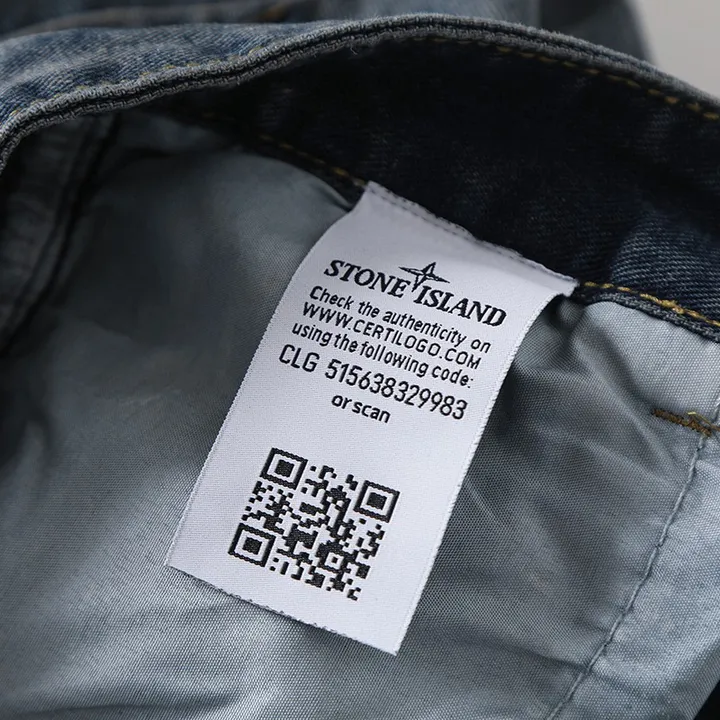 STONE ISLAND
Check the authenticity on
WWW.CERTILOGO.COM
using the following code:
CLG 515638329983
or scan